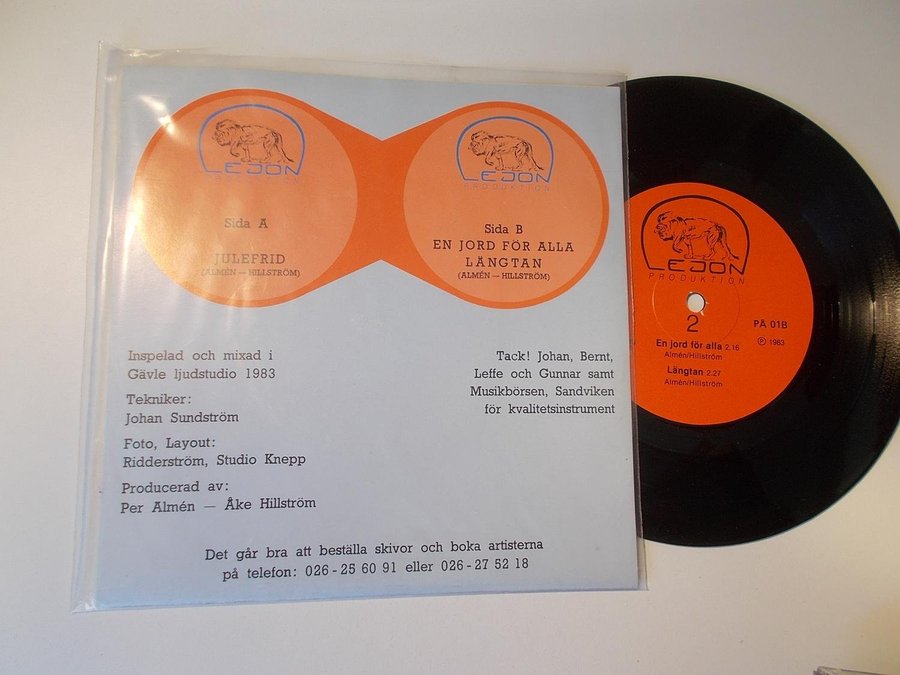 LEJON
PRODUKTION
Sida A
JULEFRID
(ALMÉN — HILLSTRÖM)
LEJON
PRODUKTION
Sida B
EN JORD FÖR ALLA
LÄNGTAN
(ALMÉN — HILLSTRÖM)
Inspelad och mixad i
Gävle ljudstudio 1983
Tekniker:
Johan Sundström
Foto, Layout:
Ridderström, Studio Knepp
Producerad av:
Per Almén — Åke Hillström
Tack! Johan, Bernt,
Leffe och Gunnar samt
Musikbörsen, Sandviken
för kvalitetsinstrument
Det går bra att beställa skivor och boka artisterna
på telefon: 026-25 60 91 eller 026-27 52 18
LEJON
PRODUKTION
2
PÅ 01B
℗ 1983
En jord för alla 2.16
Almén/Hillström
Längtan 2.27
Almén/Hillström